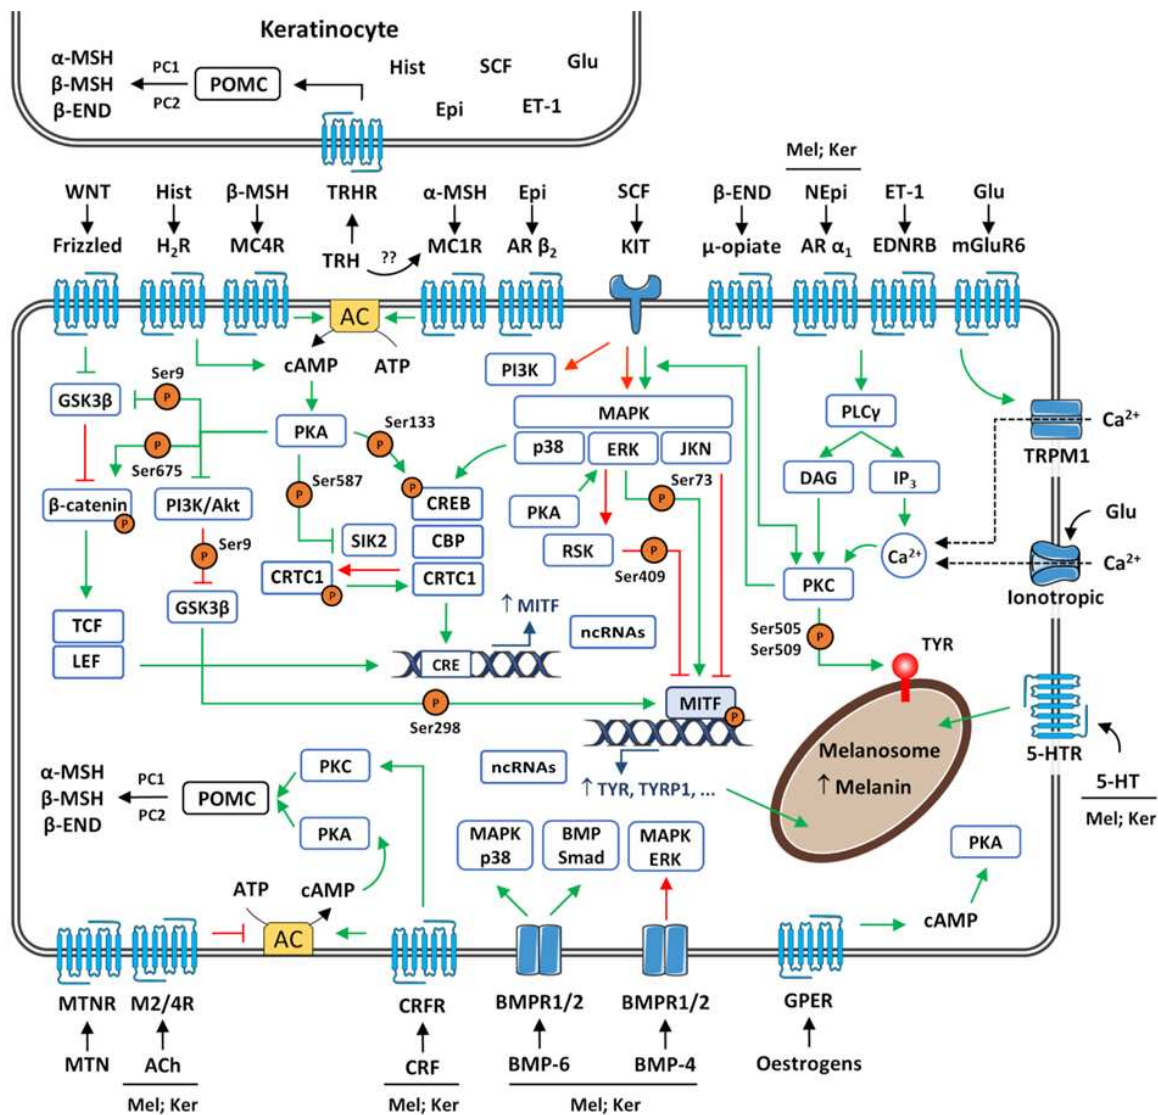 Keratinocyte
α-MSH
β-MSH
β-END
PC1
PC2
POMC
Hist
SCF
Glu
Epi
ET-1
Mel; Ker
WNT
Hist
β-MSH
TRHR
α-MSH
Epi
SCF
β-END
NEpi
ET-1
Glu
Frizzled
H₂R
MC4R
TRH
??
MC1R
AR β₂
KIT
μ-opiate
AR α₁
EDNRB
mGluR6
AC
cAMP
ATP
PI3K
Ser9
P
GSK3β
MAPK
PLCγ
Ca²⁺
TRPM1
PKA
Ser133
P
p38
ERK
JKN
P
Ser675
Ser587
P
P
Ser73
P
DAG
IP₃
β-catenin
P
PI3K/Akt
CREB
PKA
Glu
P
Ser9
SIK2
CBP
RSK
P
Ser409
Ca²⁺
Ca²⁺
Ionotropic
CRTC1
P
CRTC1
PKC
GSK3β
↑ MITF
ncRNAs
Ser505
Ser509
P
TYR
TCF
LEF
CRE
P
Ser298
MITF
P
5-HTR
Melanosome
↑ Melanin
5-HT
Mel; Ker
α-MSH
β-MSH
β-END
PC1
PC2
POMC
PKC
PKA
ncRNAs
↑ TYR, TYRP1, ...
MAPK
p38
BMP
Smad
MAPK
ERK
PKA
ATP
cAMP
AC
cAMP
MTNR
M2/4R
CRFR
BMPR1/2
BMPR1/2
GPER
MTN
ACh
CRF
BMP-6
BMP-4
Oestrogens
Mel; Ker
Mel; Ker
Mel; Ker